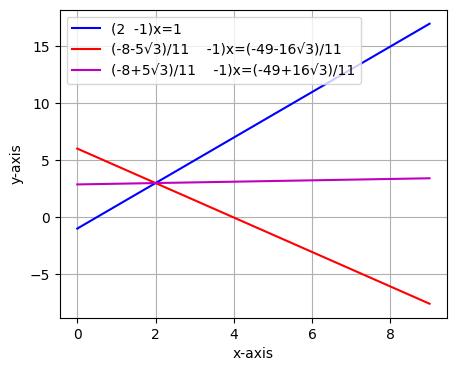 (2  -1)x=1
(-8-5√3)/11    -1)x=(-49-16√3)/11
(-8+5√3)/11    -1)x=(-49+16√3)/11
15
10
5
0
−5
y-axis
0 2 4 6 8
x-axis